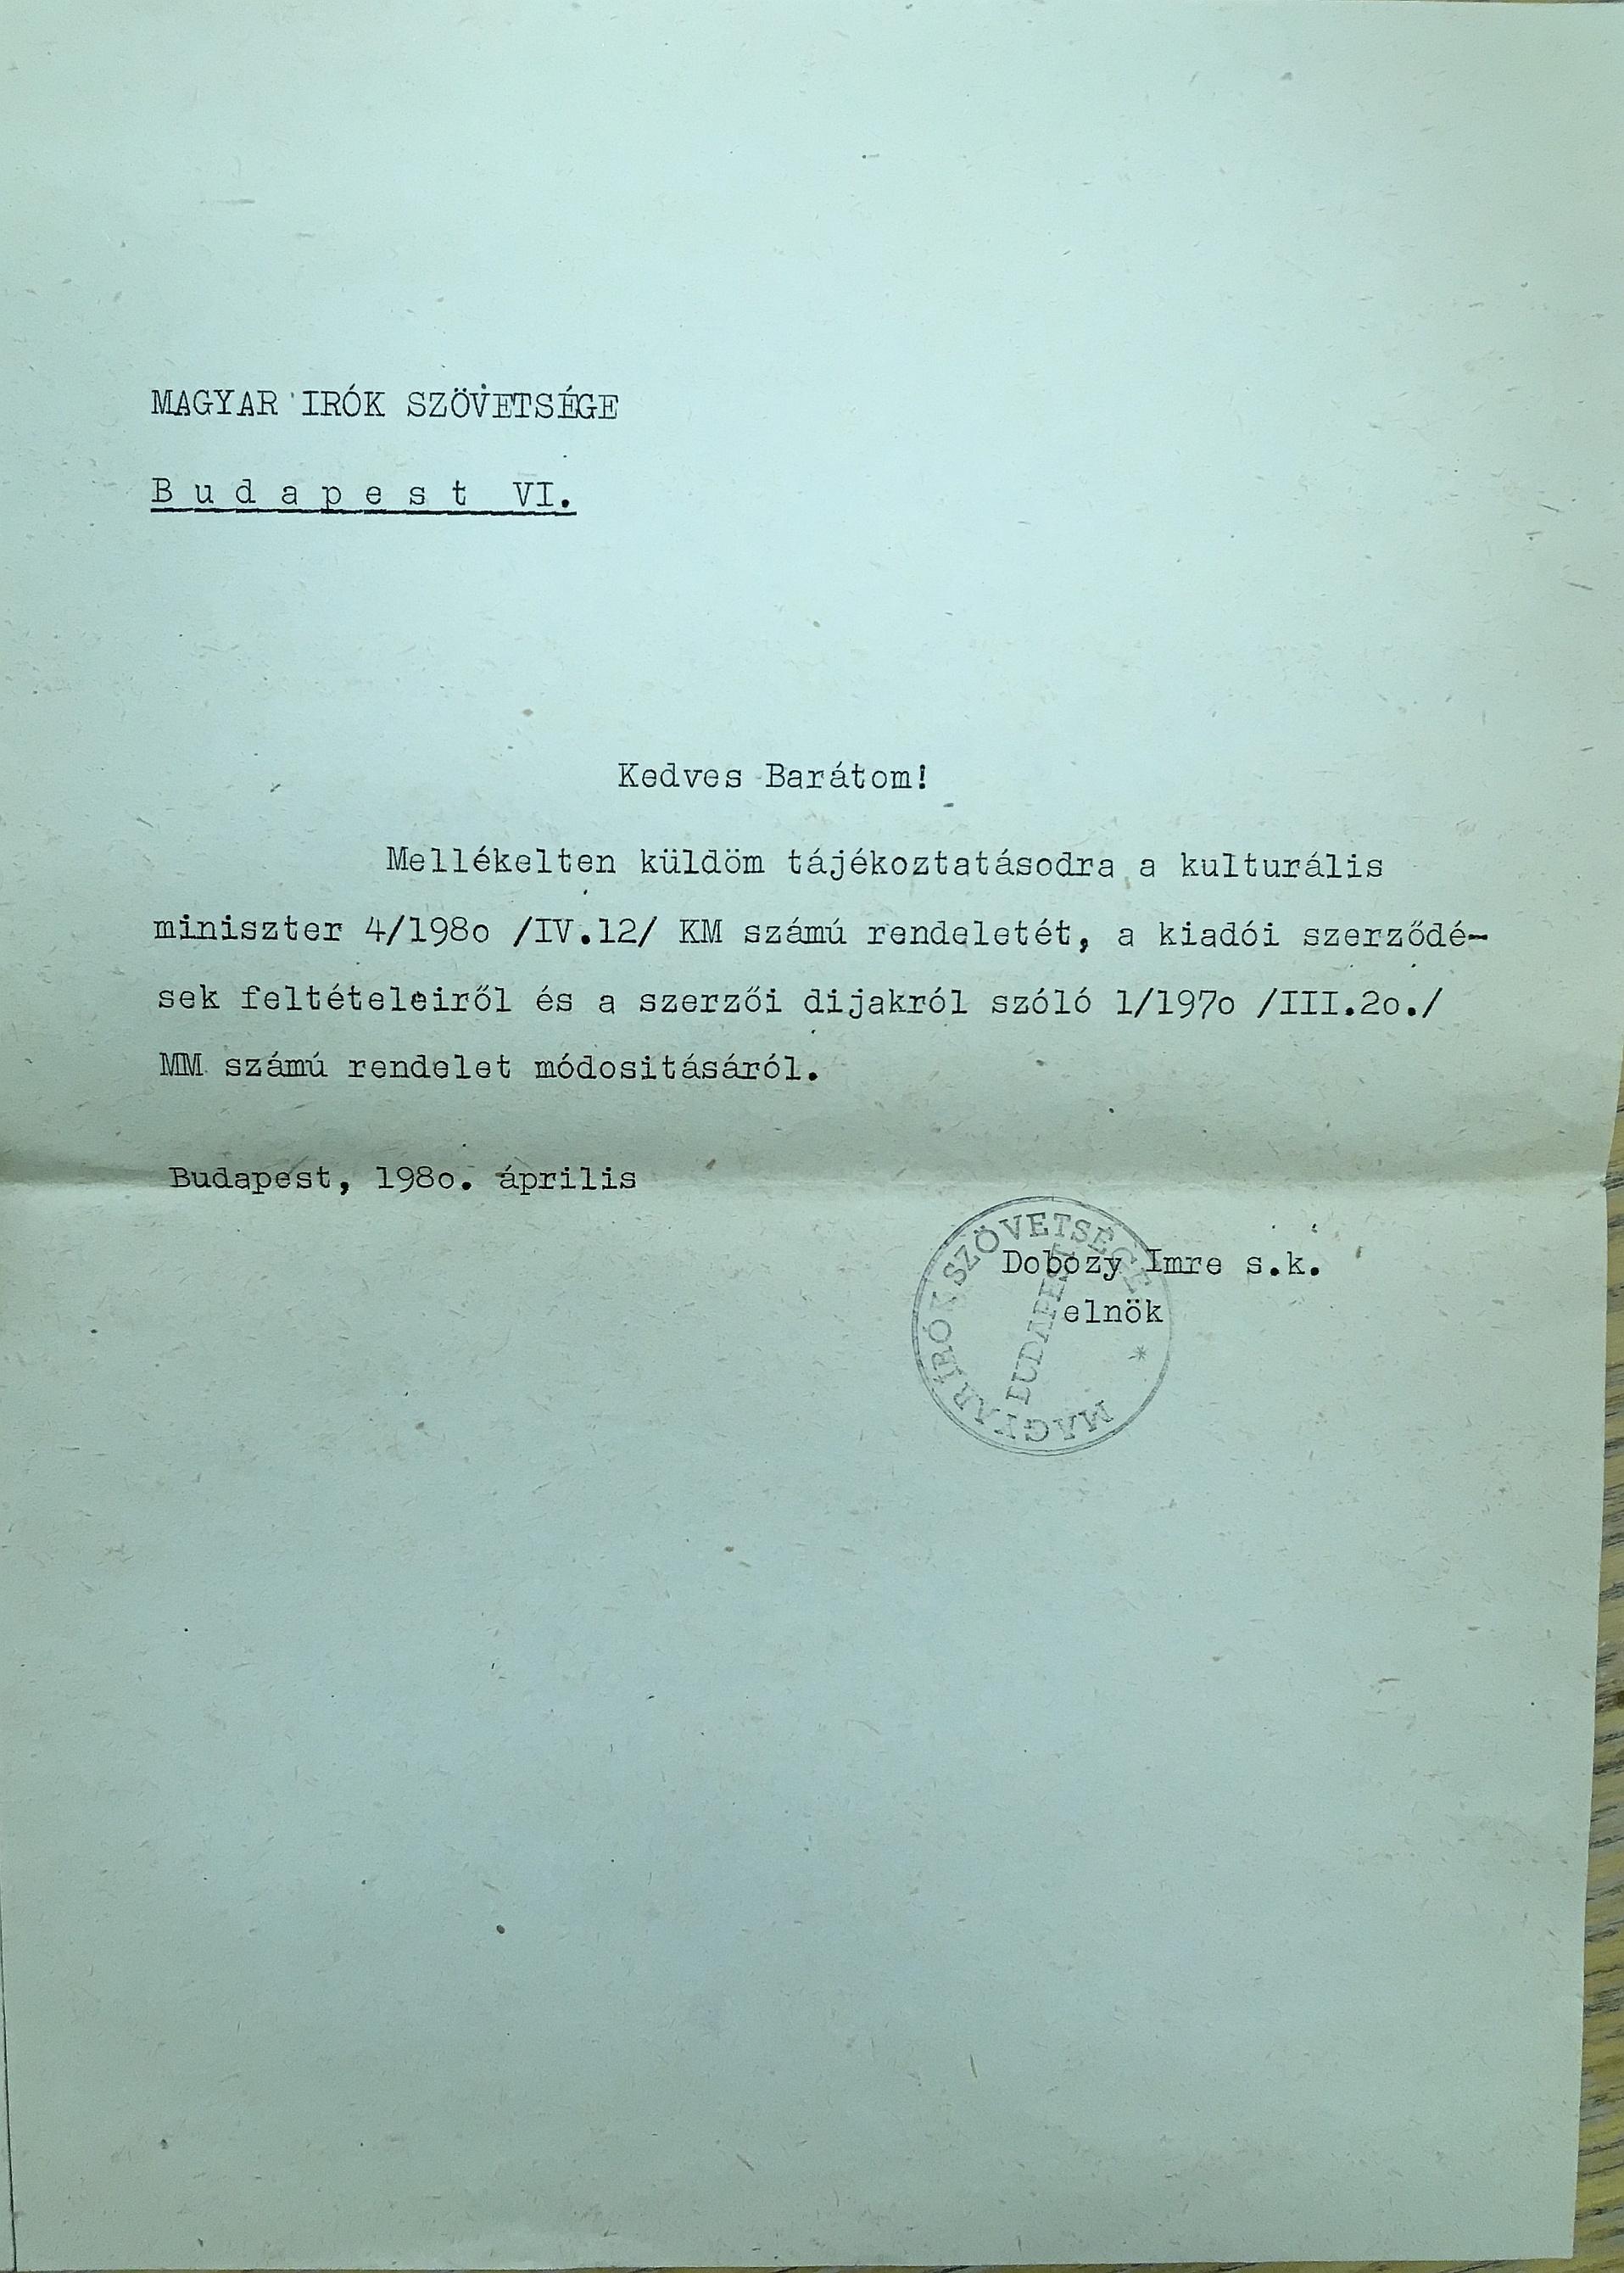 MAGYAR IRÓK SZÖVETSÉGE
B u d a p e s t VI.
Kedves Barátom!
Mellékelten küldöm tájékoztatásodra a kulturális
miniszter 4/198o /IV.12/ KM számú rendeletét, a kiadói szerződé-
sek feltételeiről és a szerzői dijakról szóló 1/197o /III.2o./
MM számú rendelet módositásáról.
Budapest, 198o. április
Dobozy Imre s.k.
elnök
MAGYAR ÍRÓK SZÖVETSÉGE
BUDAPEST